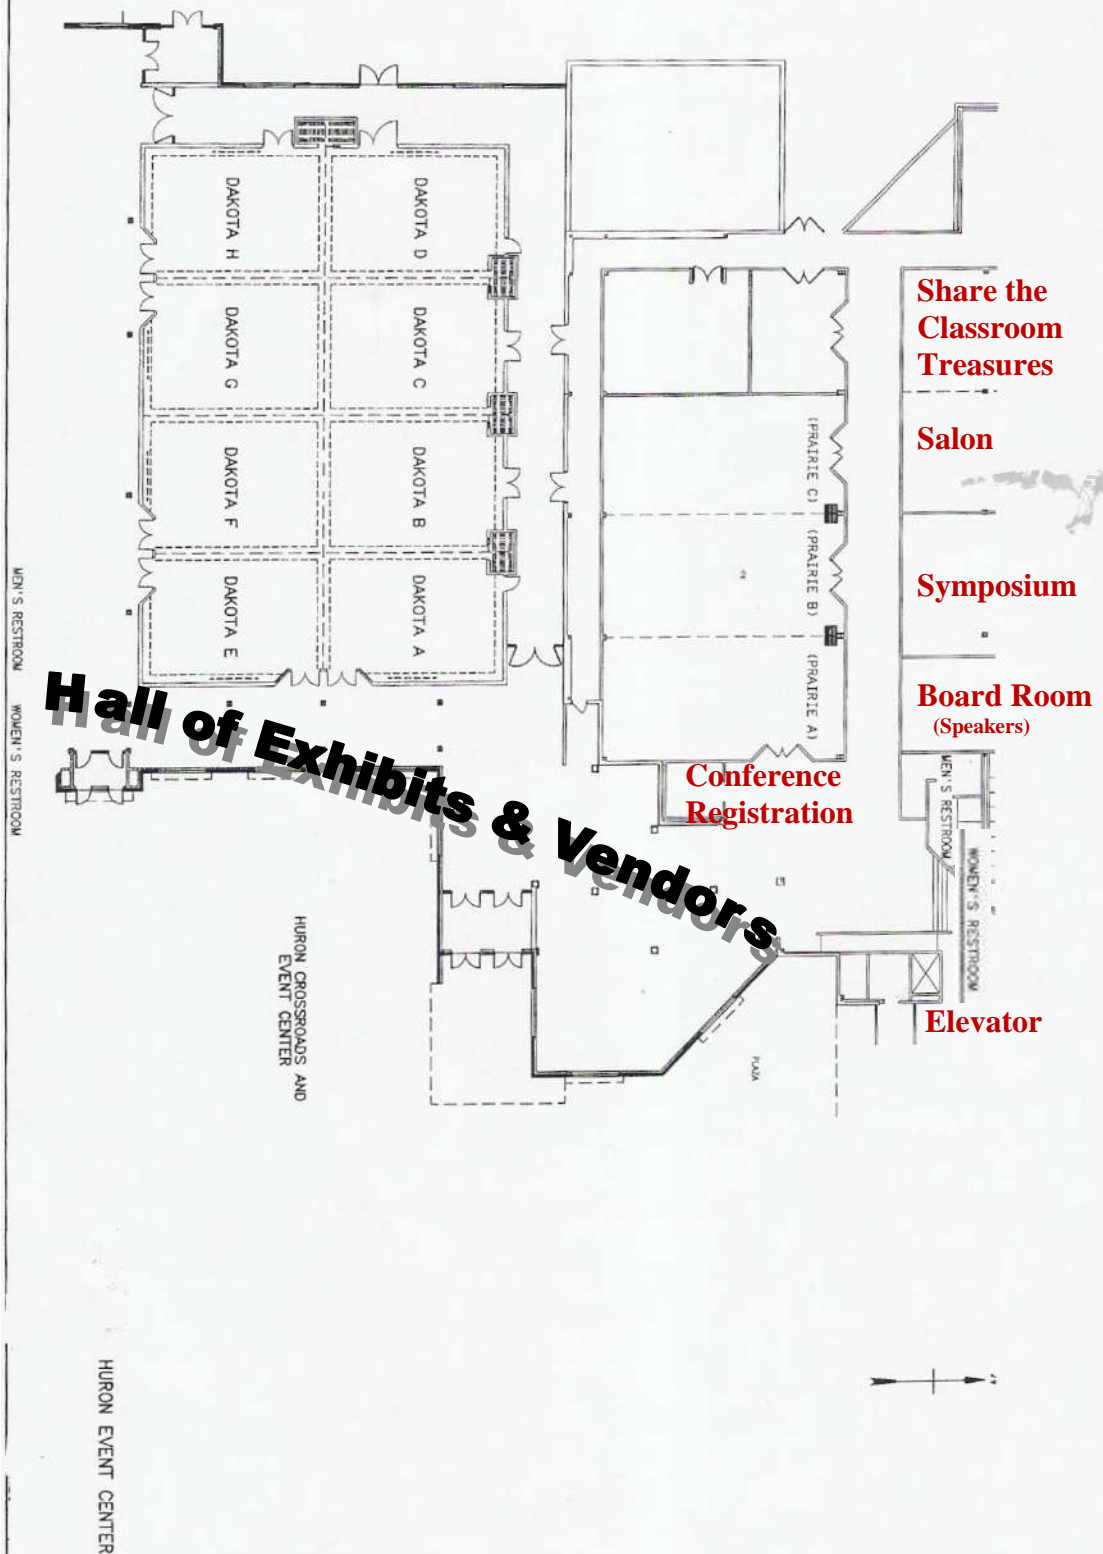 DAKOTA H
DAKOTA D
DAKOTA G
DAKOTA C
DAKOTA F
DAKOTA B
DAKOTA E
DAKOTA A
(PRAIRIE C)
(PRAIRIE B)
(PRAIRIE A)
2
Share the
Classroom
Treasures
Salon
Symposium
Board Room
(Speakers)
Conference
Registration
Hall of Exhibits & Vendors
MEN'S RESTROOM
WOMEN'S RESTROOM
MEN'S RESTROOM
WOMEN'S RESTROOM
Elevator
PLAZA
HURON CROSSROADS AND
EVENT CENTER
HURON EVENT CENTER